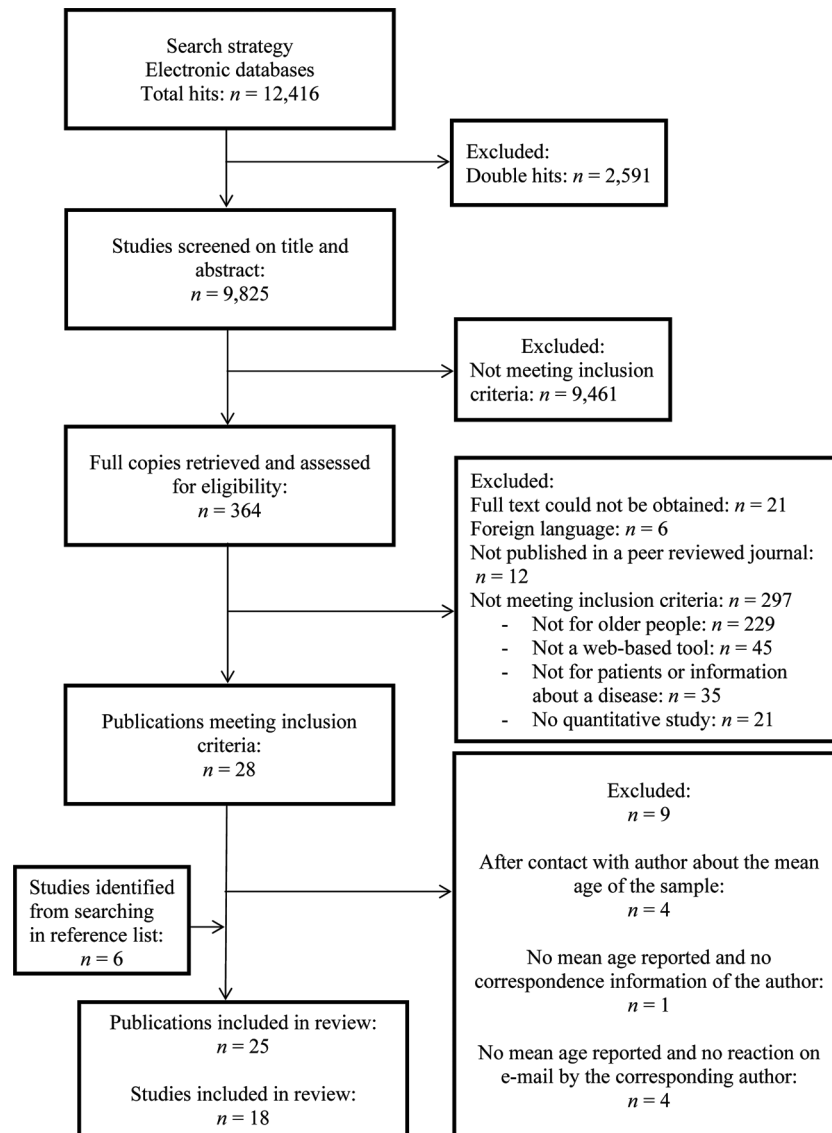 Search strategy
Electronic databases
Total hits: n = 12,416
Excluded:
Double hits: n = 2,591
Studies screened on title and
abstract:
n = 9,825
Excluded:
Not meeting inclusion
criteria: n = 9,461
Full copies retrieved and assessed
for eligibility:
n = 364
Excluded:
Full text could not be obtained: n = 21
Foreign language: n = 6
Not published in a peer reviewed journal:
n = 12
Not meeting inclusion criteria: n = 297
- Not for older people: n = 229
- Not a web-based tool: n = 45
- Not for patients or information
about a disease: n = 35
- No quantitative study: n = 21
Publications meeting inclusion
criteria:
n = 28
Excluded:
n = 9
After contact with author about the mean
age of the sample:
n = 4
No mean age reported and no
correspondence information of the author:
n = 1
No mean age reported and no reaction on
e-mail by the corresponding author:
n = 4
Studies identified
from searching
in reference list:
n = 6
Publications included in review:
n = 25
Studies included in review:
n = 18